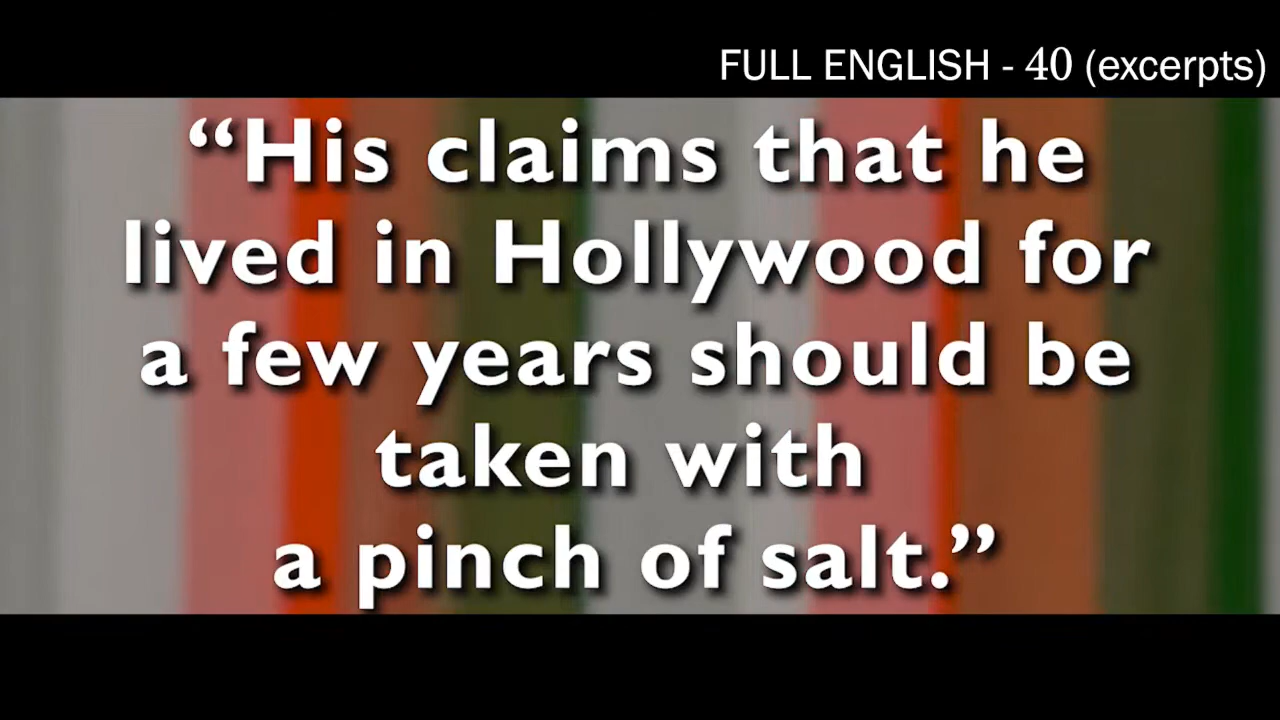 FULL ENGLISH - 40 (excerpts)
“His claims that he
lived in Hollywood for
a few years should be
taken with
a pinch of salt.”